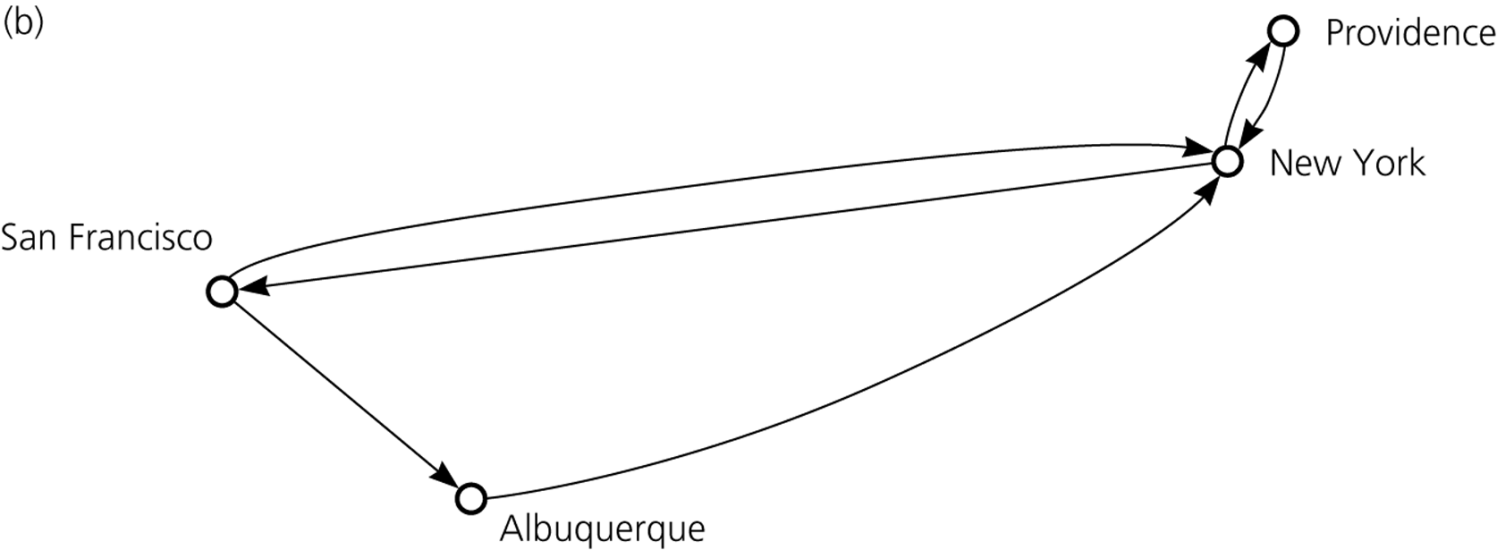 (b)
Providence
New York
San Francisco
Albuquerque